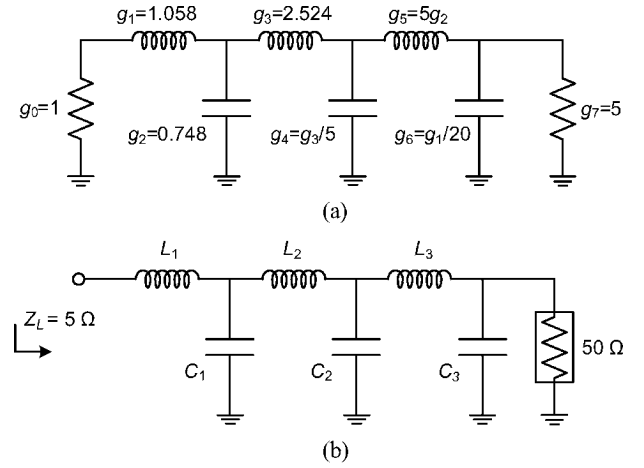 g1=1.058 g3=2.524 g5=5g2
g0=1 g2=0.748 g4=g3/5 g6=g1/20 g7=5
(a)
L1 L2 L3
ZL = 5 Ω
C1 C2 C3 50 Ω
(b)